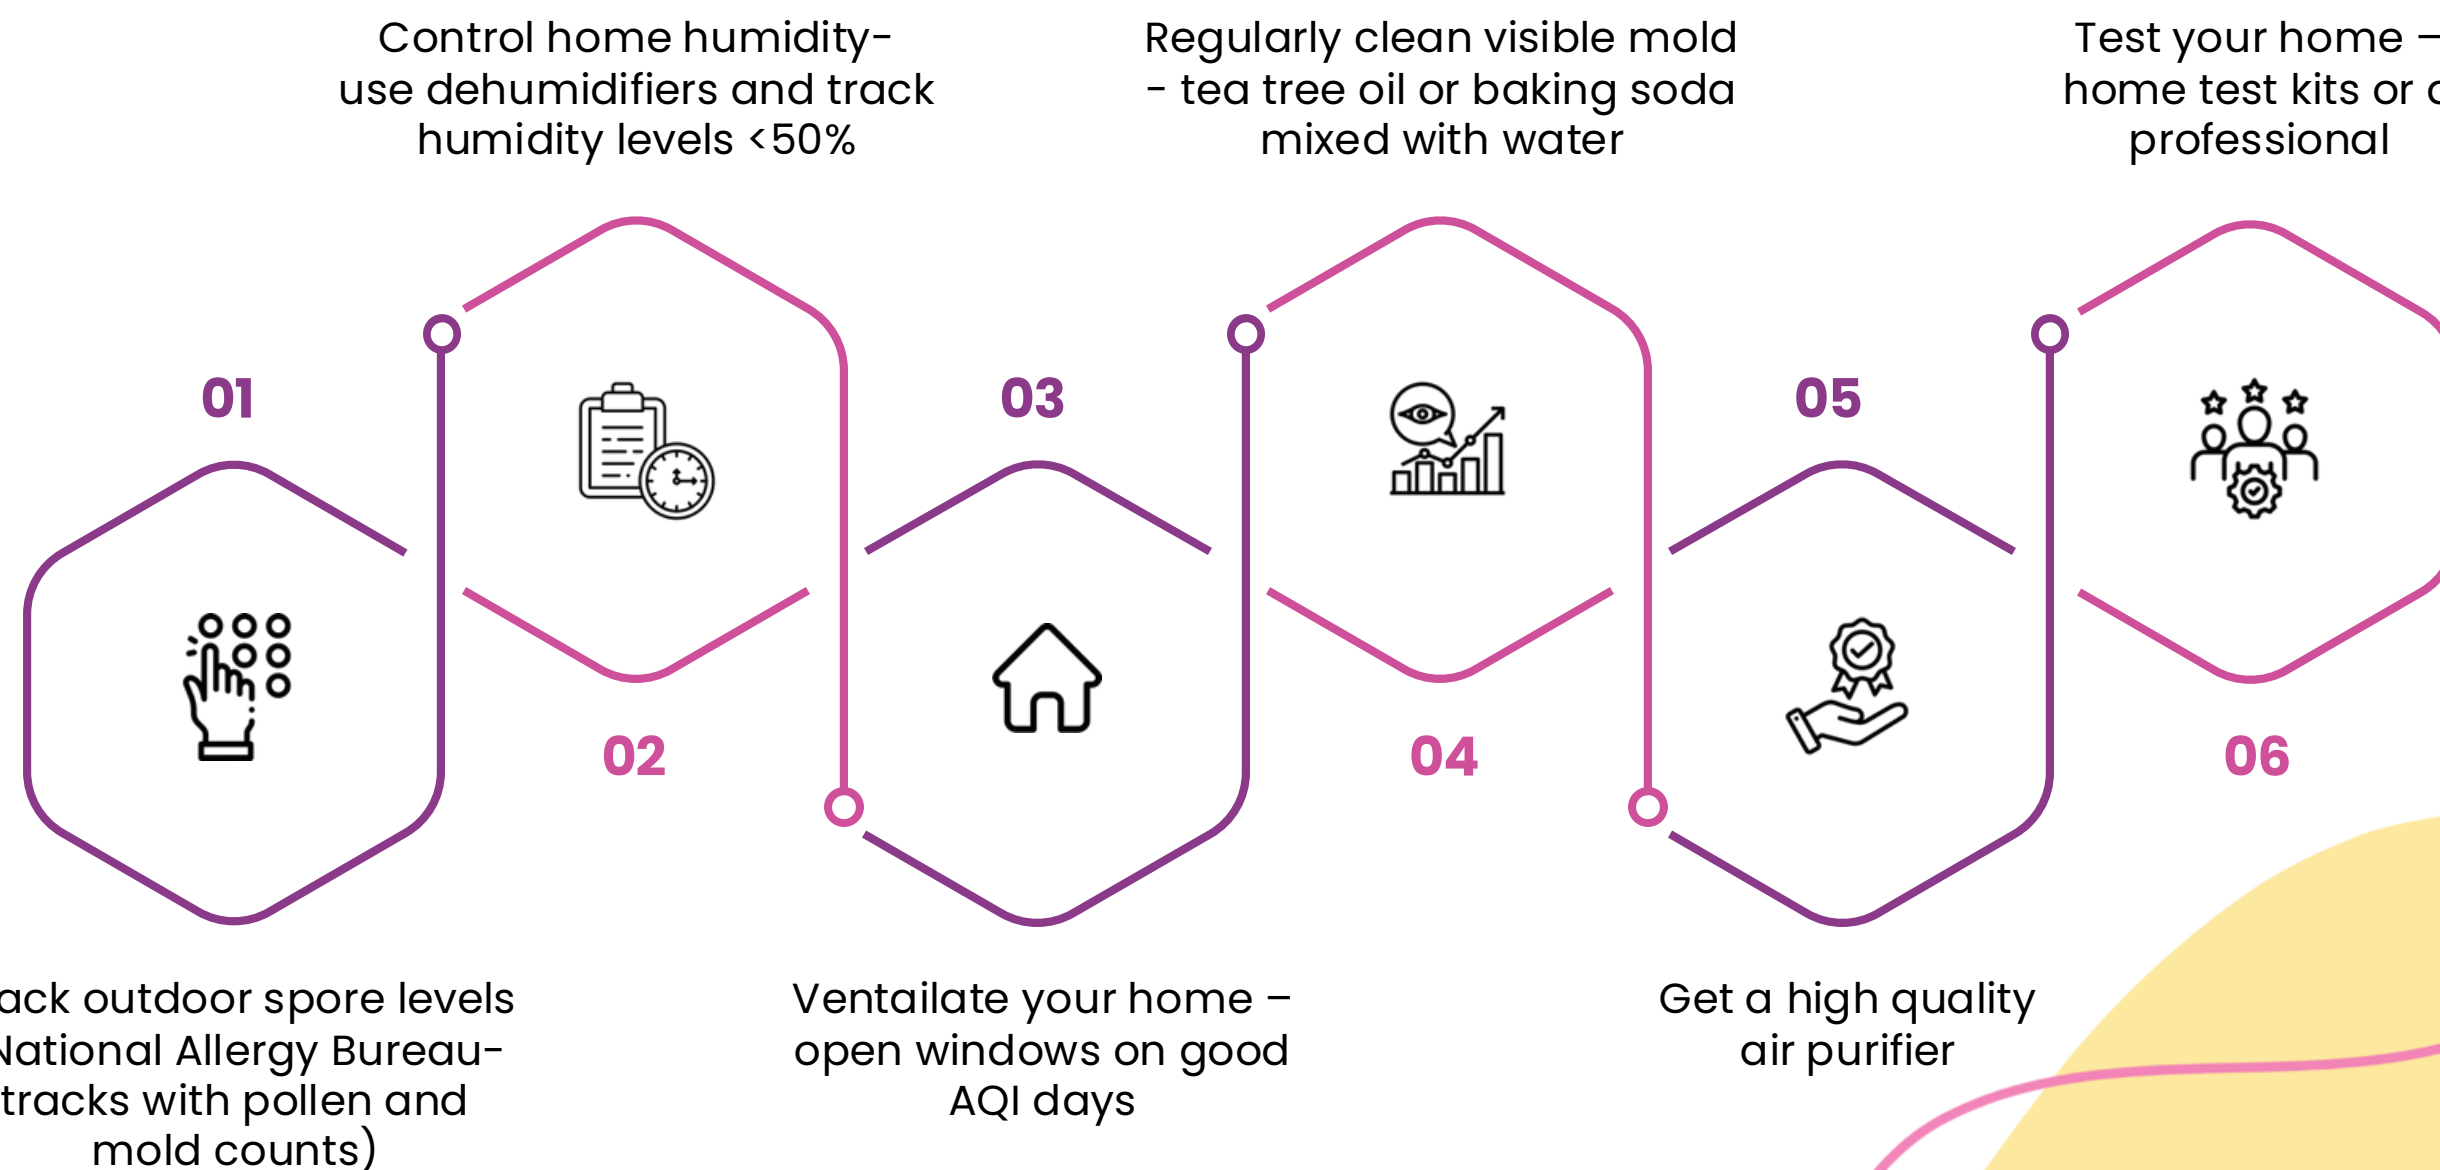 Control home humidity-
use dehumidifiers and track
humidity levels <50%
Regularly clean visible mold
- tea tree oil or baking soda
mixed with water
Test your home –
home test kits or
professional
01
03
05
02
04
06
outdoor spore levels
National Allergy Bureau-
tracks with pollen and
mold counts)
Ventailate your home –
open windows on good
AQI days
Get a high quality
air purifier